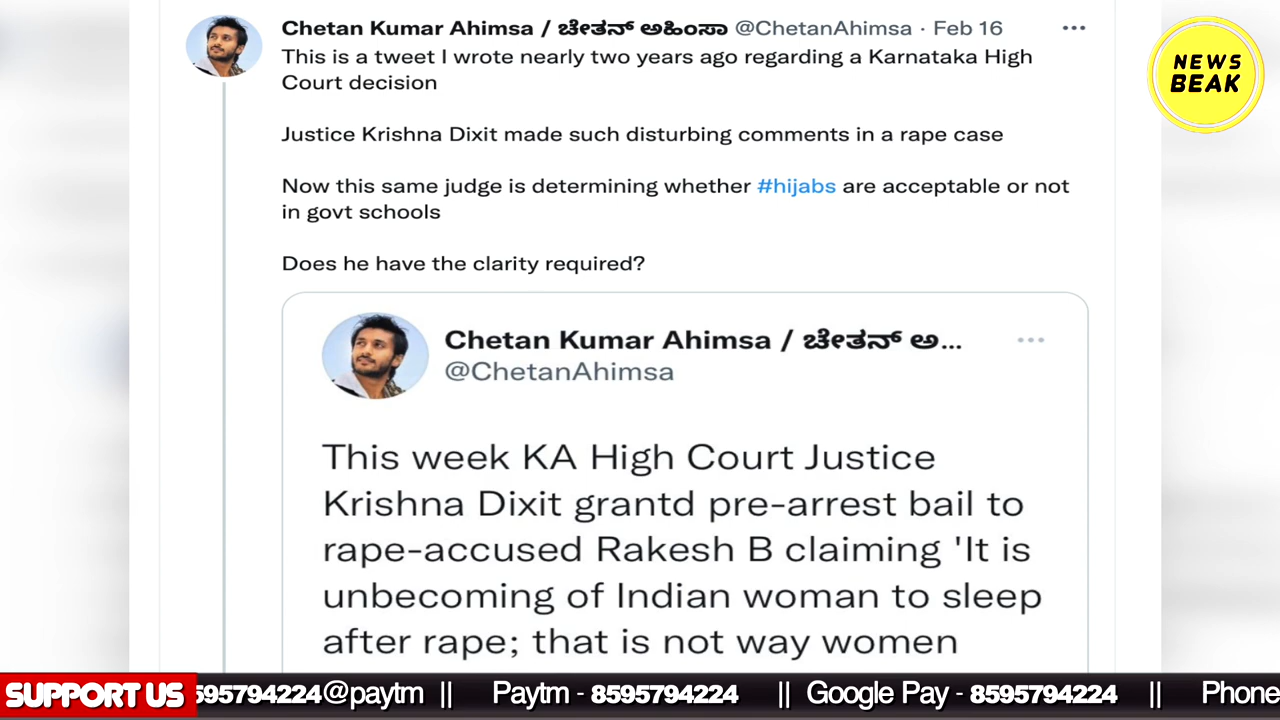 Chetan Kumar Ahimsa / ಚೇತನ್ ಅಹಿಂಸಾ @ChetanAhimsa · Feb 16
This is a tweet I wrote nearly two years ago regarding a Karnataka High
Court decision
Justice Krishna Dixit made such disturbing comments in a rape case
Now this same judge is determining whether #hijabs are acceptable or not
in govt schools
Does he have the clarity required?
Chetan Kumar Ahimsa / ಚೇತನ್ ಅ...
@ChetanAhimsa
This week KA High Court Justice
Krishna Dixit grantd pre-arrest bail to
rape-accused Rakesh B claiming 'It is
unbecoming of Indian woman to sleep
after rape; that is not way women
NEWS
BEAK
SUPPORT US 595794224@paytm || Paytm - 8595794224 || Google Pay - 8595794224 || Phone